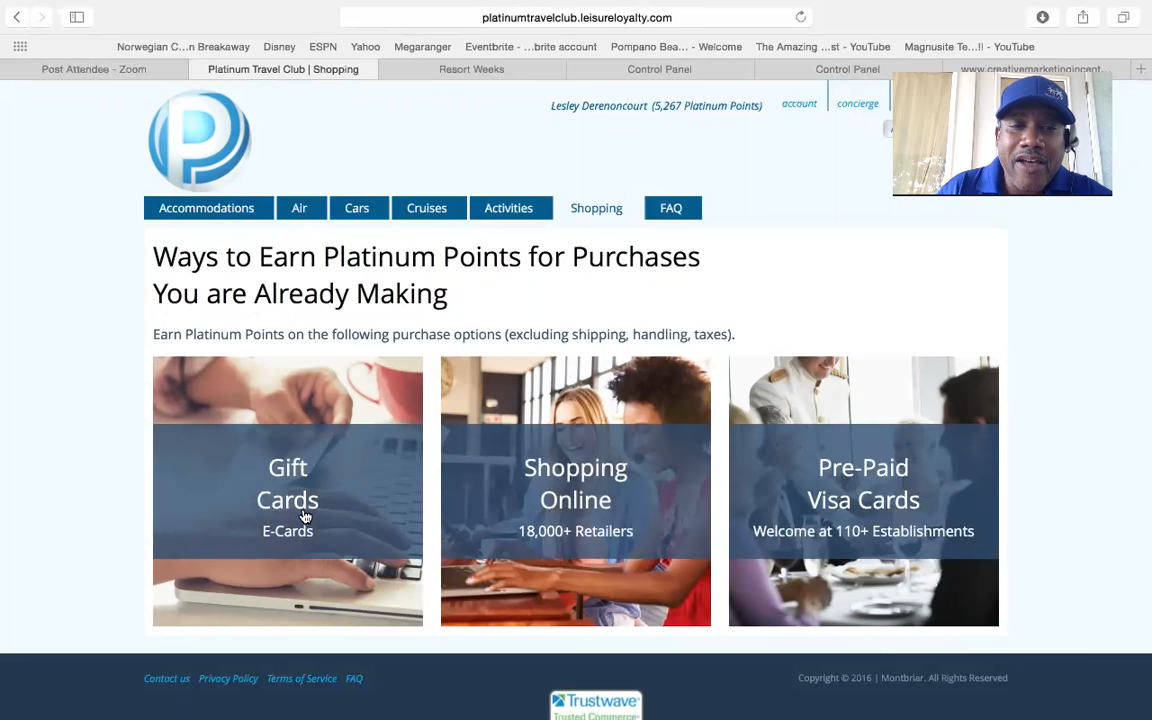 platinumtravelclub.leisureloyalty.com
Norwegian C...n Breakaway Disney ESPN Yahoo Megaranger Eventbrite - ...brite account Pompano Bea... - Welcome The Amazing ...st - YouTube Magnusite Te...!! - YouTube
Post Attendee - Zoom Platinum Travel Club | Shopping Resort Weeks Control Panel Control Panel www.creativemarketingincent...
Lesley Derenoncourt (5,267 Platinum Points) account concierge
P
Accommodations Air Cars Cruises Activities Shopping FAQ
Ways to Earn Platinum Points for Purchases
You are Already Making
Earn Platinum Points on the following purchase options (excluding shipping, handling, taxes).
Gift
Cards
E-Cards
Shopping
Online
18,000+ Retailers
Pre-Paid
Visa Cards
Welcome at 110+ Establishments
Contact us Privacy Policy Terms of Service FAQ
Copyright © 2016 | Montbriar. All Rights Reserved
Trustwave®
Trusted Commerce